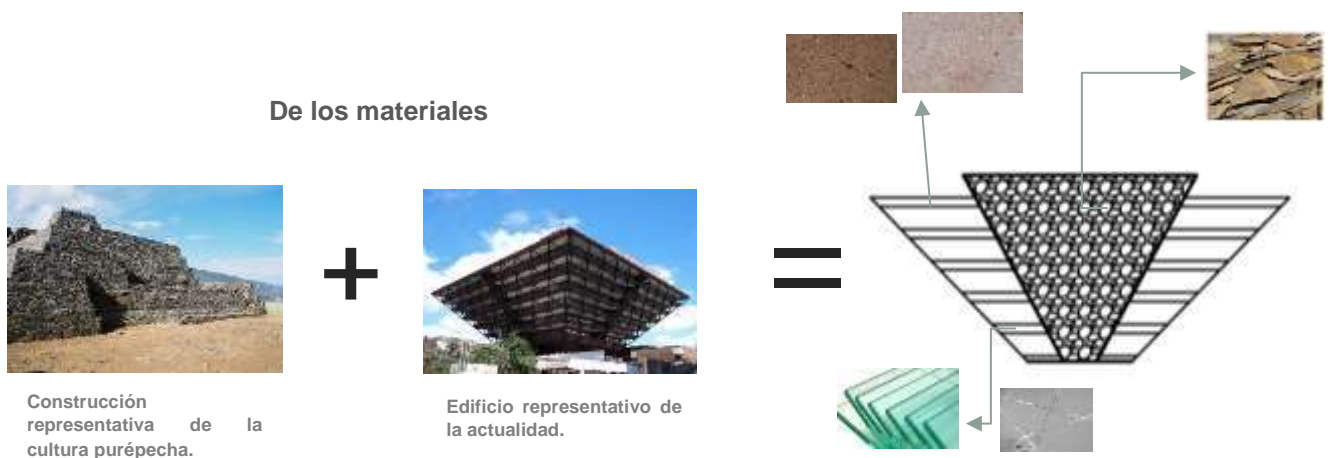 De los materiales
+
=
Construcción
representativa de la
cultura purépecha.
Edificio representativo de
la actualidad.